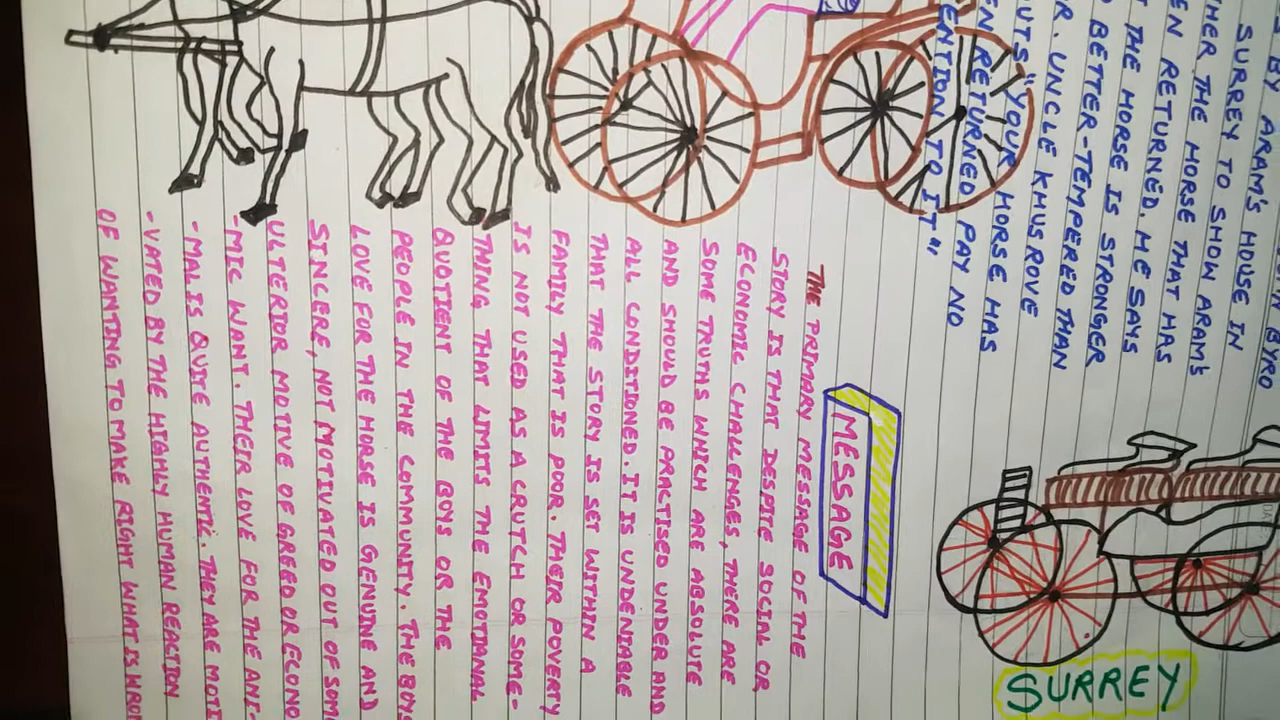 BY ARAM'S HOUSE IN
SURREY TO SHOW ARAM'S
THER THE HORSE THAT HAS
EN RETURNED. HE SAYS
T THE HORSE IS STRONGER
D BETTER-TEMPERED THAN
R. UNCLE KHUSROVE
OUTS "YOUR HORSE HAS
EN RETURNED PAY NO
ENTION TO IT"
MESSAGE
THE PRIMARY MESSAGE OF THE
STORY IS THAT DESPITE SOCIAL OR
ECONOMIC CHALLENGES, THERE ARE
SOME TRUTHS WHICH ARE ABSOLUTE
AND SHOULD BE PRACTISED UNDER AND
ALL CONDITIONED. IT IS UNDENIABLE
THAT THE STORY IS SET WITHIN A
FAMILY THAT IS POOR. THEIR POVERTY
IS NOT USED AS A CRUTCH OR SOME-
THING THAT LIMITS THE EMOTIONAL
QUOTIENT OF THE BOYS OR THE
PEOPLE IN THE COMMUNITY. THE BOYS
LOVE FOR THE HORSE IS GENUINE AND
SINCERE, NOT MOTIVATED OUT OF SOME
ULTERIOR MOTIVE OF GREED OR ECONO
-MIC WANT. THEIR LOVE FOR THE ANI-
-MAL IS QUITE AUTHENTIC. THEY ARE MOTI
-VATED BY THE HIGHLY HUMAN REACTION
OF WANTING TO MAKE RIGHT WHAT IS WRON
SURREY